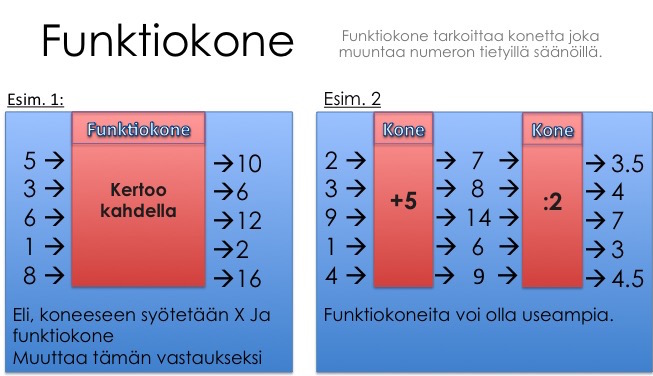 Funktiokone
Funktiokone tarkoittaa konetta joka
muuntaa numeron tietyillä säänöillä.
Esim. 1:
Funktiokone
5 → → 10
3 → → 6
6 → → 12
1 → → 2
8 → → 16
Kertoo
kahdella
Eli, koneeseen syötetään X Ja
funktiokone
Muuttaa tämän vastaukseksi
Esim. 2
Kone Kone
2 → → 7 → → 3.5
3 → → 8 → → 4
9 → → 14 → → 7
1 → → 6 → → 3
4 → → 9 → → 4.5
+5 :2
Funktiokoneita voi olla useampia.